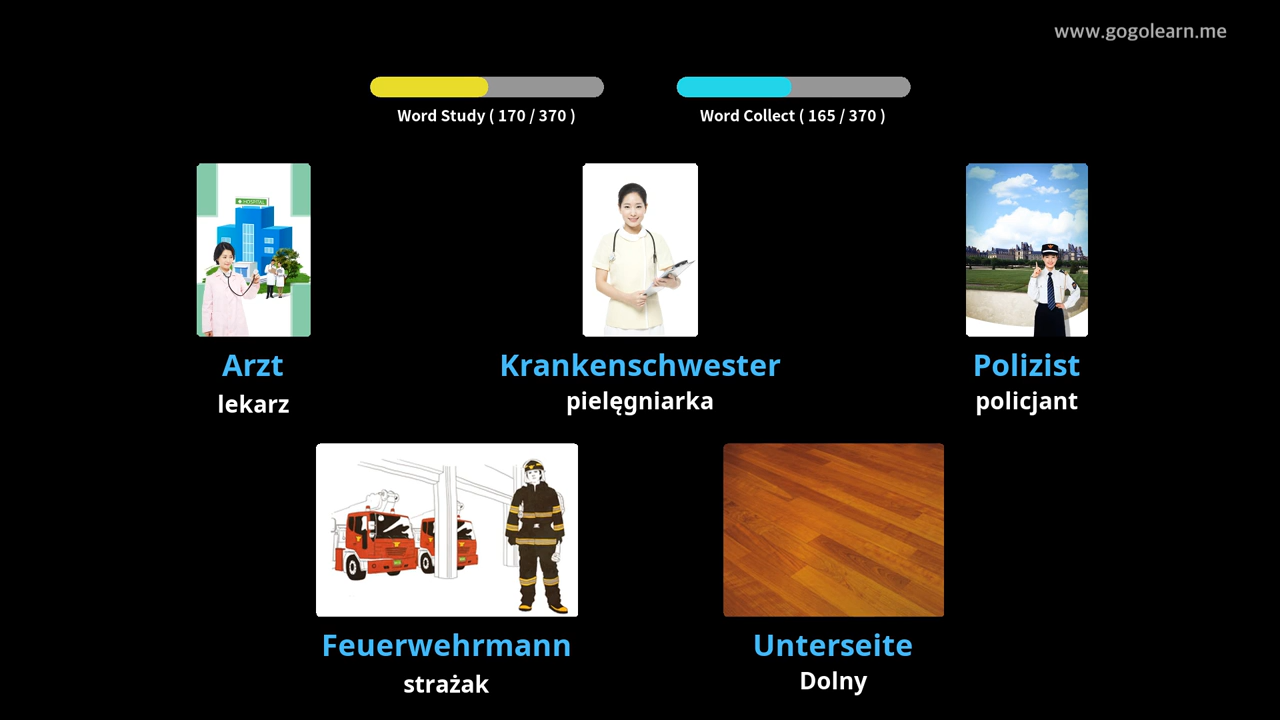 www.gogolearn.me
Word Study ( 170 / 370 )
Word Collect ( 165 / 370 )
HOSPITAL
Arzt
lekarz
Krankenschwester
pielęgniarka
Polizist
policjant
Feuerwehrmann
strażak
Unterseite
Dolny